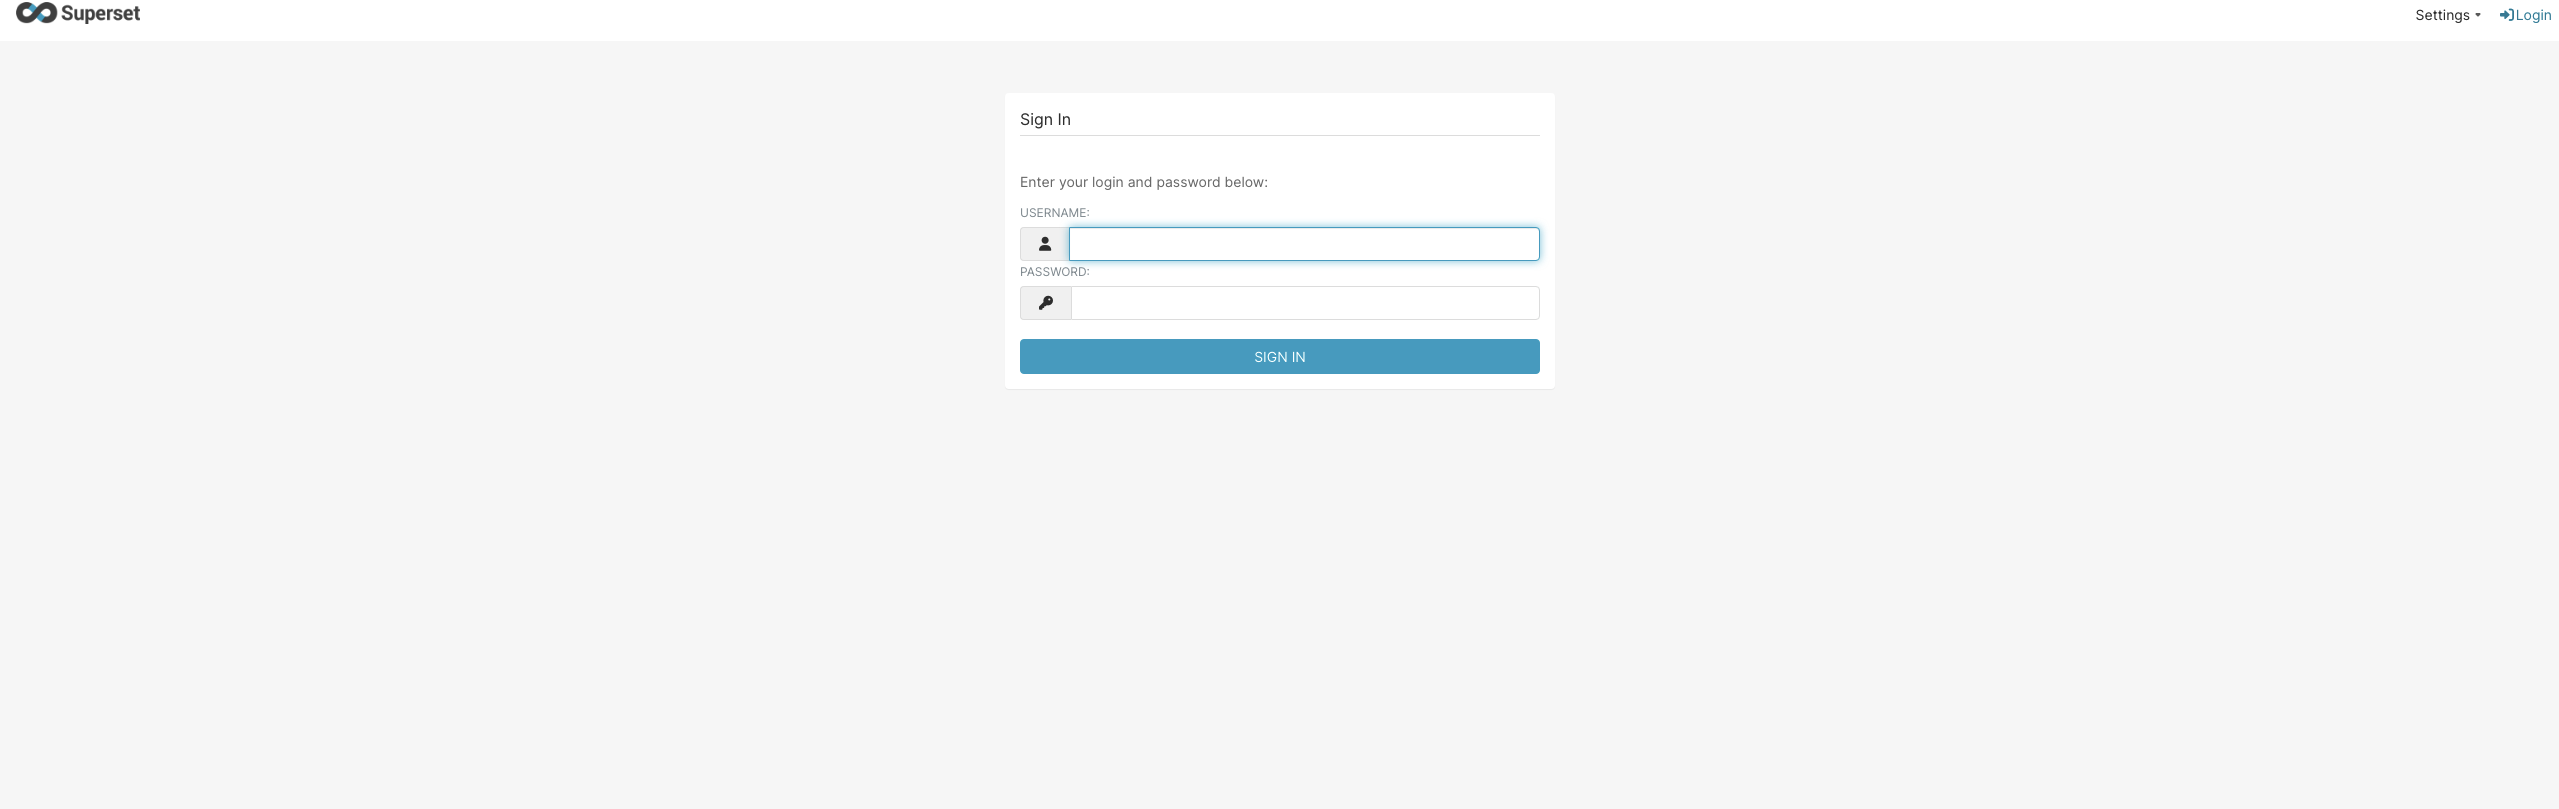 Superset
Settings
Login
Sign In
Enter your login and password below:
USERNAME:
PASSWORD:
SIGN IN